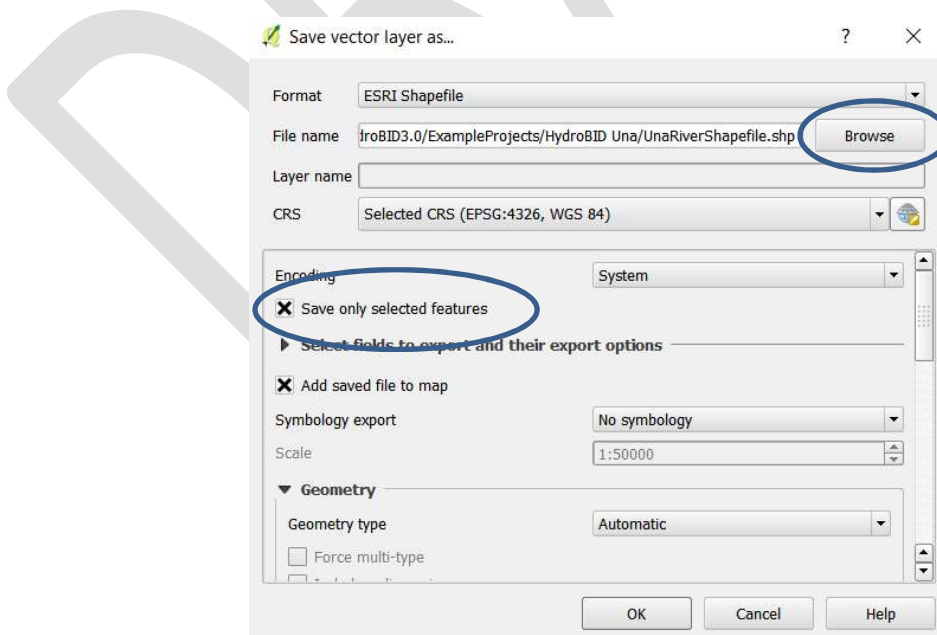 Save vector layer as... ?
Format ESRI Shapefile
File name droBID3.0/ExampleProjects/HydroBID Una/UnaRiverShapefile.shp Browse
Layer name
CRS Selected CRS (EPSG:4326, WGS 84)
Encoding System
Save only selected features
Select fields to export and their export options
Add saved file to map
Symbology export No symbology
Scale 1:50000
Geometry
Geometry type Automatic
Force multi-type
OK Cancel Help